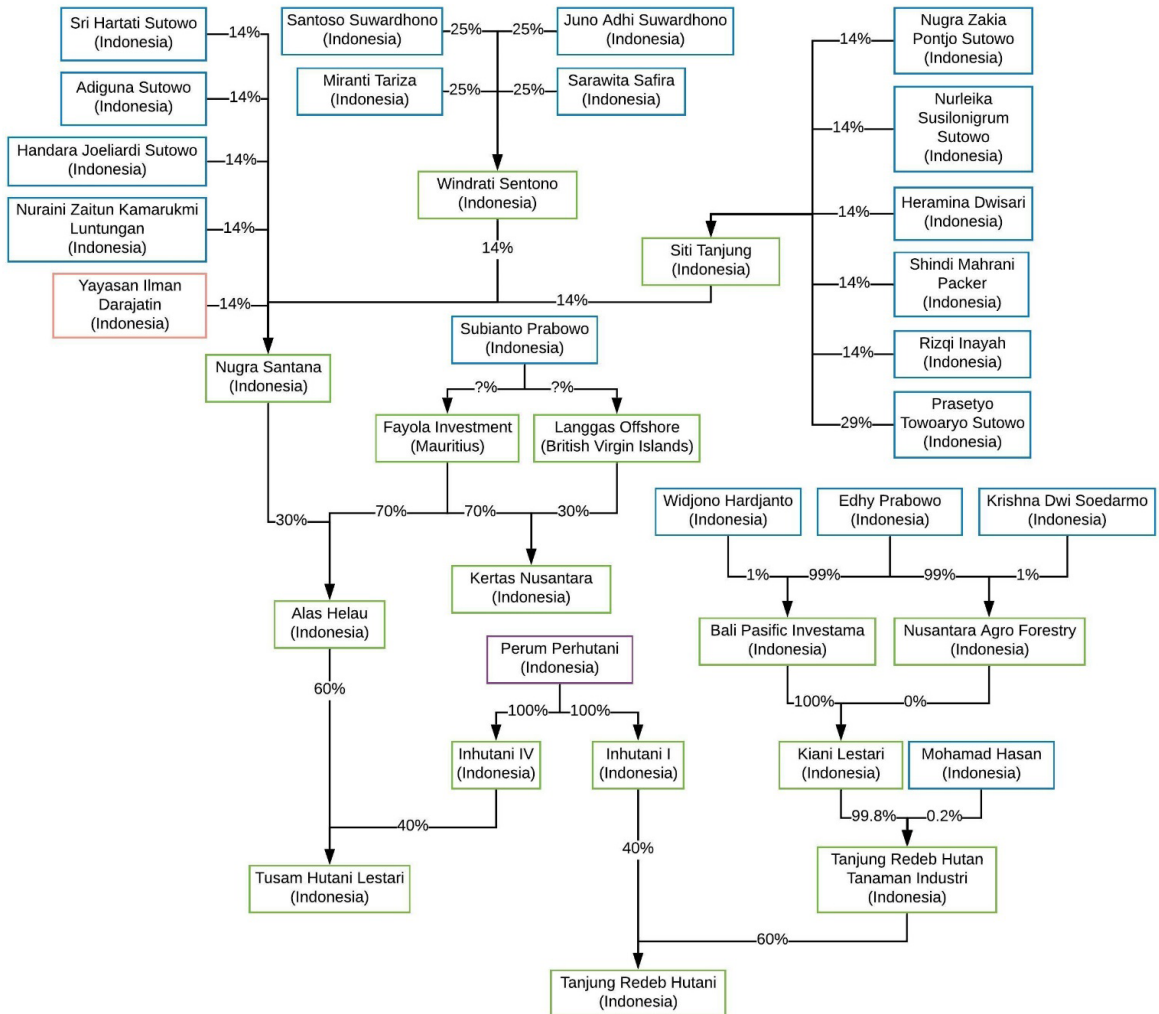 Sri Hartati Sutowo
(Indonesia)
14%
Adiguna Sutowo
(Indonesia)
14%
Handara Joeliardi Sutowo
(Indonesia)
14%
Nuraini Zaitun Kamarukmi
Luntungan
(Indonesia)
14%
Yayasan Ilman
Darajatin
(Indonesia)
14%
Santoso Suwardhono
(Indonesia)
25%
25%
Juno Adhi Suwardhono
(Indonesia)
Miranti Tariza
(Indonesia)
25%
25%
Sarawita Safira
(Indonesia)
Windrati Sentono
(Indonesia)
14%
14%
Nugra Zakia
Pontjo Sutowo
(Indonesia)
14%
Nurleika
Susilonigrum
Sutowo
(Indonesia)
14%
Heramina Dwisari
(Indonesia)
14%
Shindi Mahrani
Packer
(Indonesia)
14%
Rizqi Inayah
(Indonesia)
29%
Prasetyo
Towoaryo Sutowo
(Indonesia)
Siti Tanjung
(Indonesia)
14%
Nugra Santana
(Indonesia)
Subianto Prabowo
(Indonesia)
?%
?%
Fayola Investment
(Mauritius)
Langgas Offshore
(British Virgin Islands)
30%
70%
70%
30%
Alas Helau
(Indonesia)
Kertas Nusantara
(Indonesia)
Widjono Hardjanto
(Indonesia)
Edhy Prabowo
(Indonesia)
Krishna Dwi Soedarmo
(Indonesia)
1%
99%
99%
1%
Bali Pasific Investama
(Indonesia)
Nusantara Agro Forestry
(Indonesia)
100%
0%
Perum Perhutani
(Indonesia)
60%
100%
100%
Inhutani IV
(Indonesia)
Inhutani I
(Indonesia)
Kiani Lestari
(Indonesia)
Mohamad Hasan
(Indonesia)
99.8%
0.2%
40%
40%
Tusam Hutani Lestari
(Indonesia)
Tanjung Redeb Hutan
Tanaman Industri
(Indonesia)
60%
Tanjung Redeb Hutani
(Indonesia)